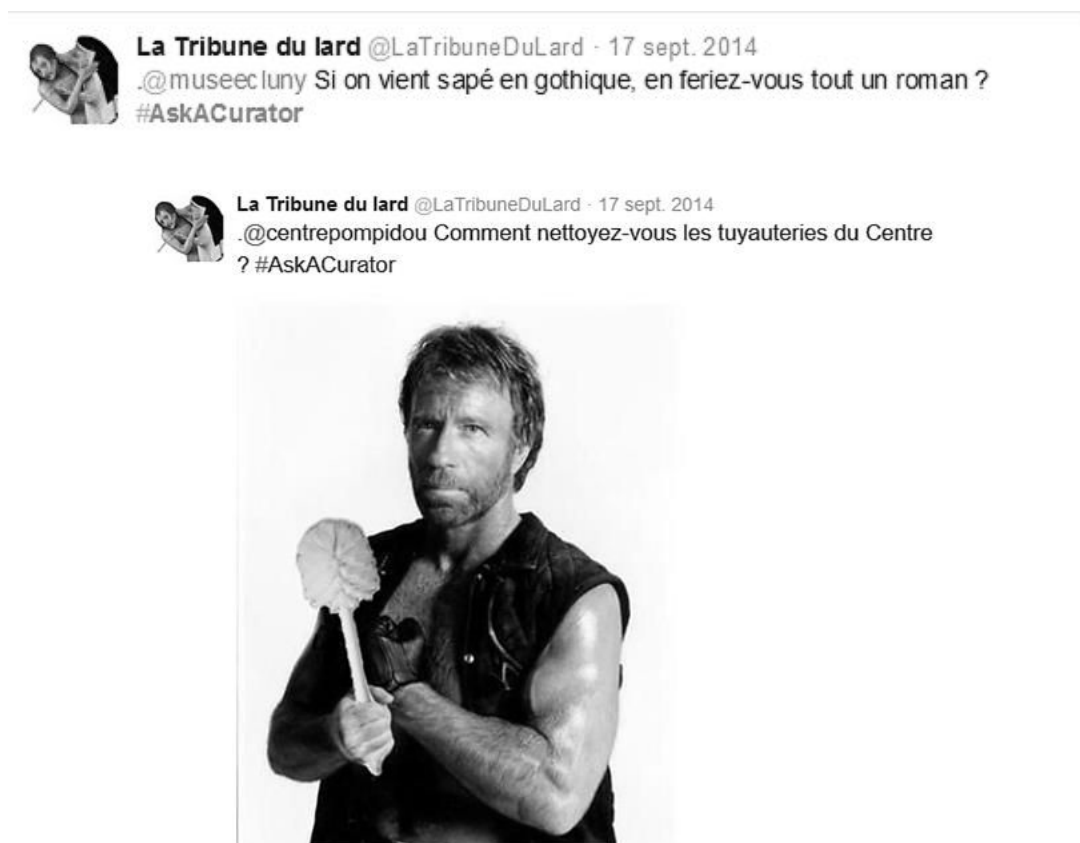 La Tribune du lard @LaTribuneDuLard · 17 sept. 2014
.@museecluny Si on vient sapé en gothique, en feriez-vous tout un roman ?
#AskACurator
La Tribune du lard @LaTribuneDuLard · 17 sept. 2014
.@centrepompidou Comment nettoyez-vous les tuyauteries du Centre
? #AskACurator